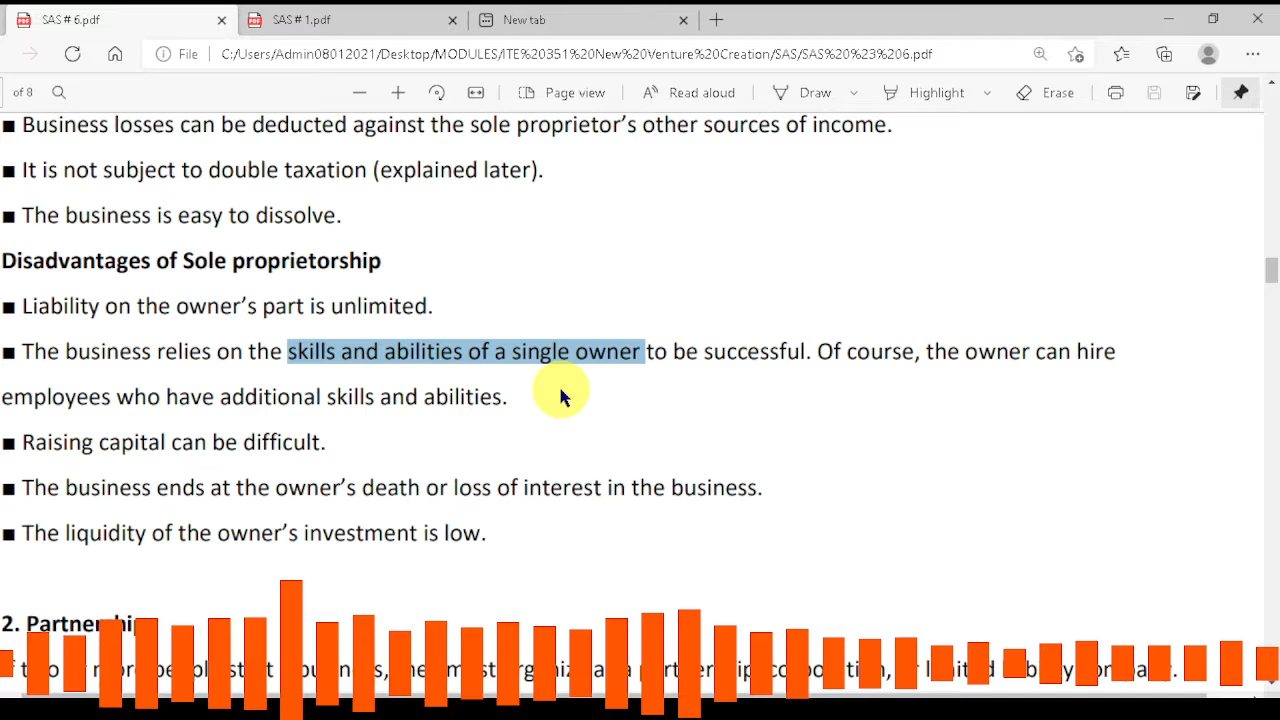 SAS # 6.pdf
SAS # 1.pdf
New tab
File
C:/Users/Admin08012021/Desktop/MODULES/ITE%20351%20New%20Venture%20Creation/SAS/SAS%20%23%206.pdf
of 8
Page view
Read aloud
Draw
Highlight
Erase
■ Business losses can be deducted against the sole proprietor’s other sources of income.
■ It is not subject to double taxation (explained later).
■ The business is easy to dissolve.
Disadvantages of Sole proprietorship
■ Liability on the owner’s part is unlimited.
■ The business relies on the skills and abilities of a single owner to be successful. Of course, the owner can hire
employees who have additional skills and abilities.
■ Raising capital can be difficult.
■ The business ends at the owner’s death or loss of interest in the business.
■ The liquidity of the owner’s investment is low.
2. Partnership